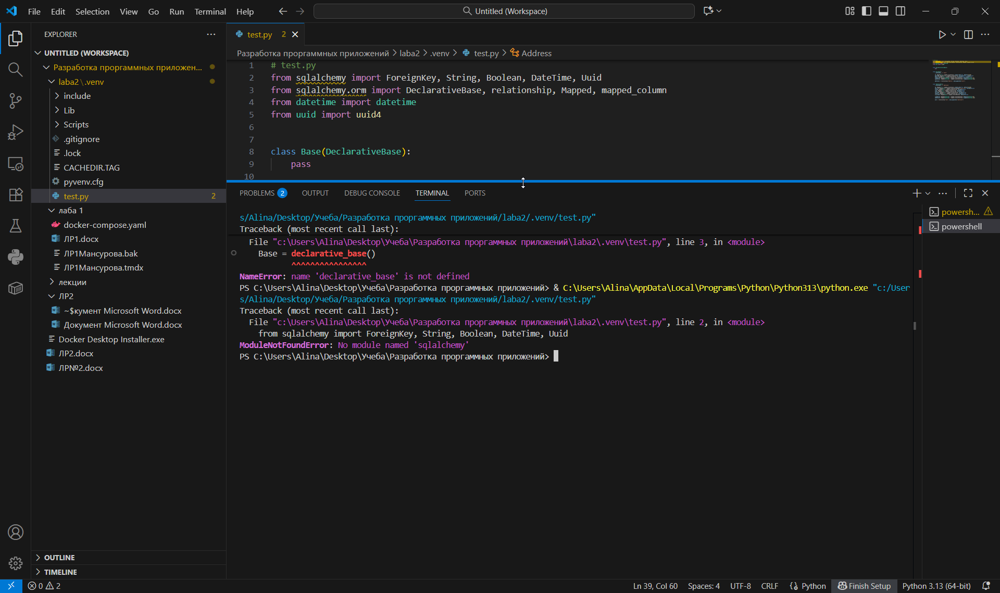 File Edit Selection View Go Run Terminal Help
Untitled (Workspace)
EXPLORER
UNTITLED (WORKSPACE)
Разработка проргаммных приложен...
laba2\.venv
include
Lib
Scripts
.gitignore
.lock
CACHEDIR.TAG
pyvenv.cfg
test.py 2
лаба 1
docker-compose.yaml
ЛР1.docx
ЛР1Мансурова.bak
ЛР1Мансурова.tmdx
лекции
ЛР2
~$кумент Microsoft Word.docx
Документ Microsoft Word.docx
Docker Desktop Installer.exe
ЛР2.docx
ЛР№2.docx
OUTLINE
TIMELINE
test.py 2
Разработка проргаммных приложений > laba2 > .venv > test.py > Address
1 # test.py
2 from sqlalchemy import ForeignKey, String, Boolean, DateTime, Uuid
3 from sqlalchemy.orm import DeclarativeBase, relationship, Mapped, mapped_column
4 from datetime import datetime
5 from uuid import uuid4
6
7
8 class Base(DeclarativeBase):
9 pass
10
PROBLEMS 2 OUTPUT DEBUG CONSOLE TERMINAL PORTS
s/Alina/Desktop/Учеба/Разработка проргаммных приложений/laba2/.venv/test.py"
Traceback (most recent call last):
File "c:\Users\Alina\Desktop\Учеба\Разработка проргаммных приложений\laba2\.venv\test.py", line 3, in <module>
Base = declarative_base()
^^^^^^^^^^^^^^^^
NameError: name 'declarative_base' is not defined
PS C:\Users\Alina\Desktop\Учеба\Разработка проргаммных приложений> & C:\Users\Alina\AppData\Local\Programs\Python\Python313\python.exe "c:/User
s/Alina/Desktop/Учеба/Разработка проргаммных приложений/laba2/.venv/test.py"
Traceback (most recent call last):
File "c:\Users\Alina\Desktop\Учеба\Разработка проргаммных приложений\laba2\.venv\test.py", line 2, in <module>
from sqlalchemy import ForeignKey, String, Boolean, DateTime, Uuid
ModuleNotFoundError: No module named 'sqlalchemy'
PS C:\Users\Alina\Desktop\Учеба\Разработка проргаммных приложений>
powersh...
powershell
0 2
Ln 39, Col 60 Spaces: 4 UTF-8 CRLF {} Python Finish Setup Python 3.13 (64-bit)